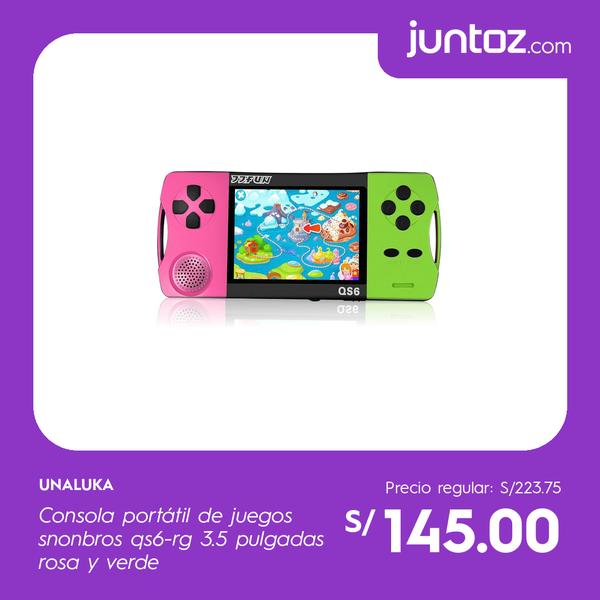 juntoz.com
JJFUN
QS6
UNALUKA
Consola portátil de juegos
snonbros qs6-rg 3.5 pulgadas
rosa y verde
Precio regular: S/223.75
S/145.00